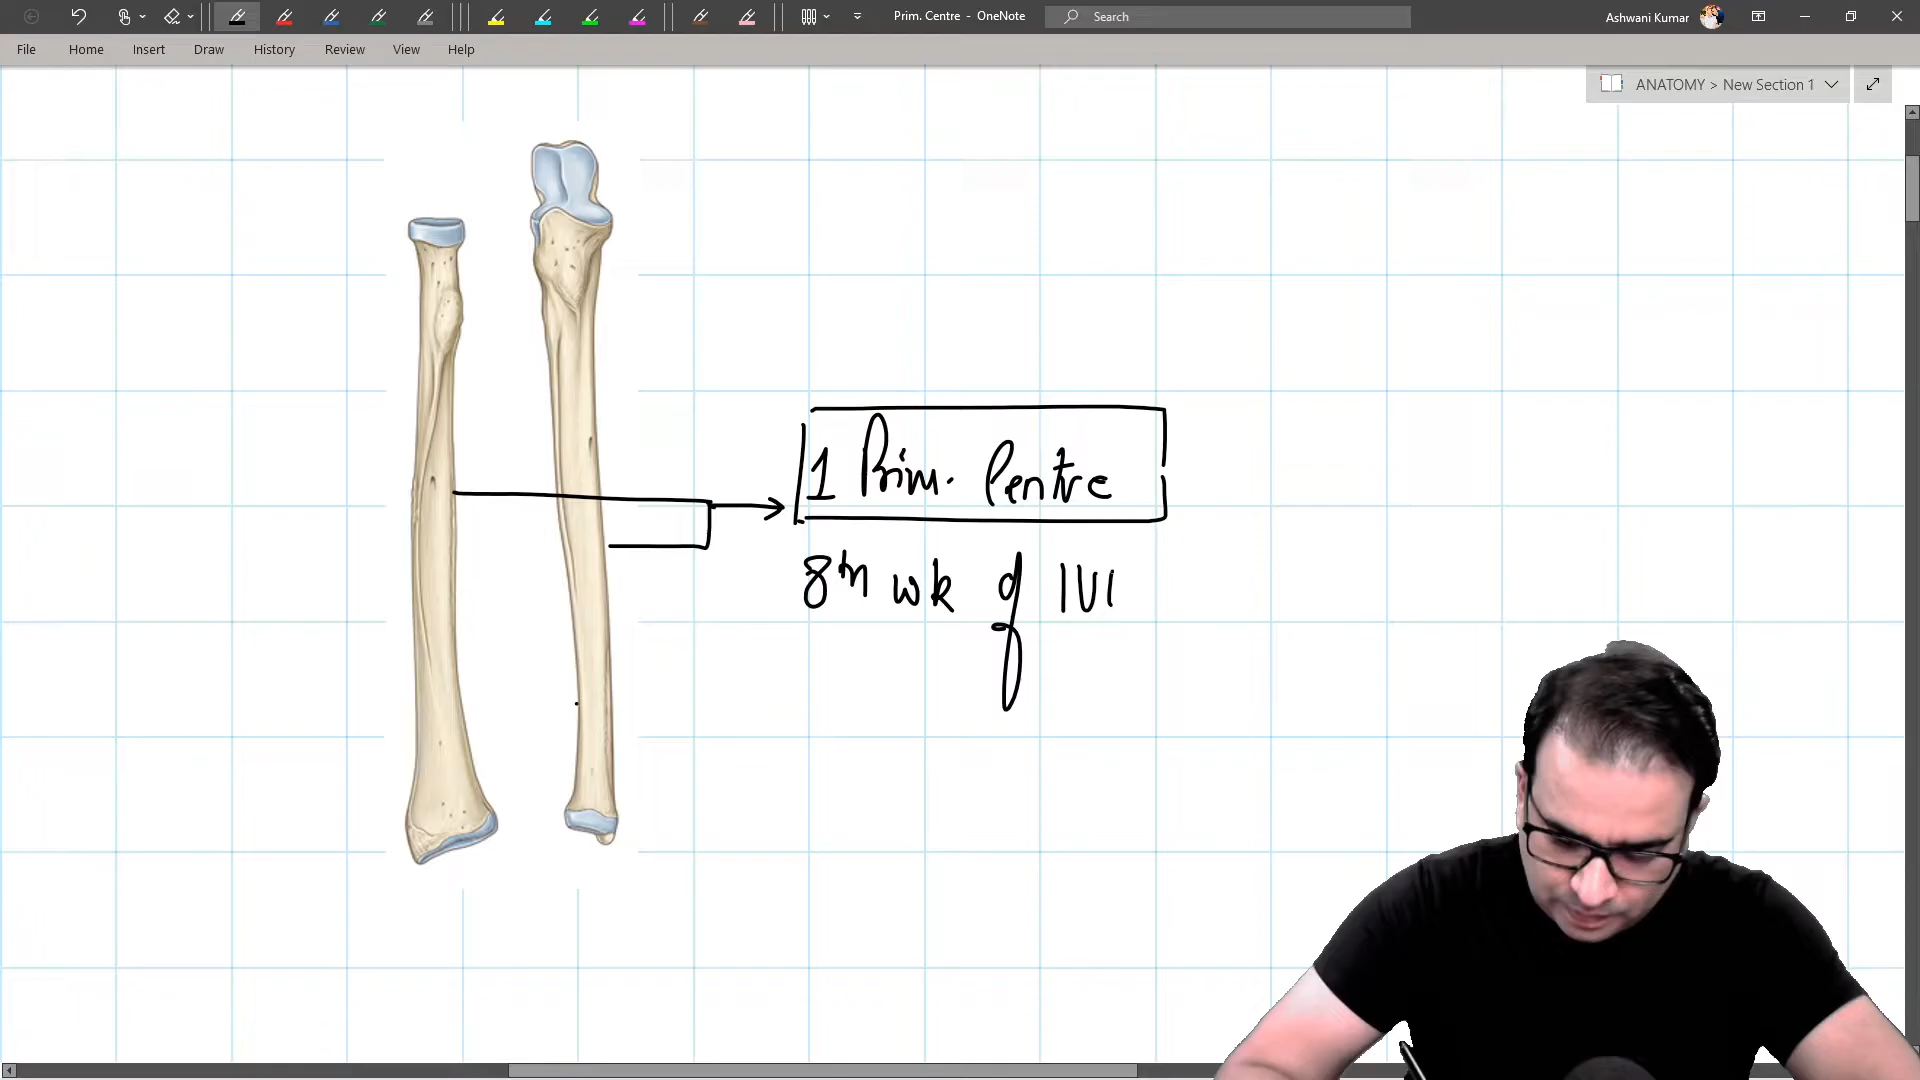 Prim. Centre - OneNote
Search
Ashwani Kumar
File Home Insert Draw History Review View Help
ANATOMY > New Section 1
1 Prim. Centre
8th wk of IUI